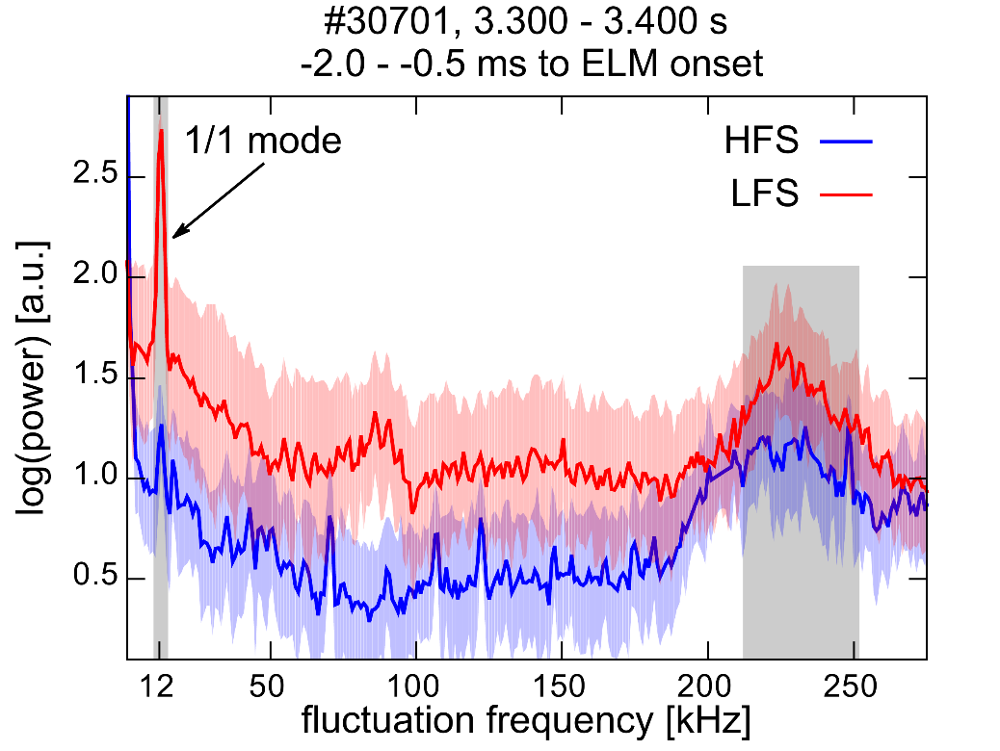 #30701, 3.300 - 3.400 s
-2.0 - -0.5 ms to ELM onset
1/1 mode
HFS
LFS
log(power) [a.u.]
2.5
2.0
1.5
1.0
0.5
12 50 100 150 200 250
fluctuation frequency [kHz]